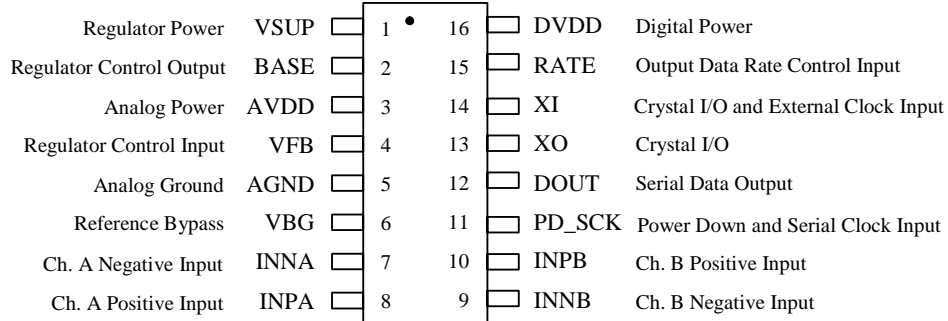 Regulator Power VSUP 1 16 DVDD Digital Power
Regulator Control Output BASE 2 15 RATE Output Data Rate Control Input
Analog Power AVDD 3 14 XI Crystal I/O and External Clock Input
Regulator Control Input VFB 4 13 XO Crystal I/O
Analog Ground AGND 5 12 DOUT Serial Data Output
Reference Bypass VBG 6 11 PD_SCK Power Down and Serial Clock Input
Ch. A Negative Input INNA 7 10 INPB Ch. B Positive Input
Ch. A Positive Input INPA 8 9 INNB Ch. B Negative Input